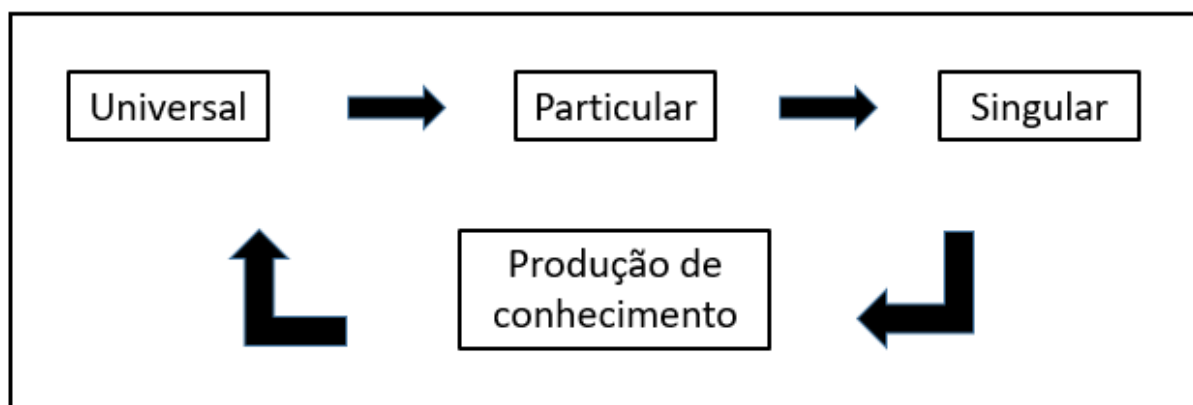 Universal
Particular
Singular
Produção de
conhecimento